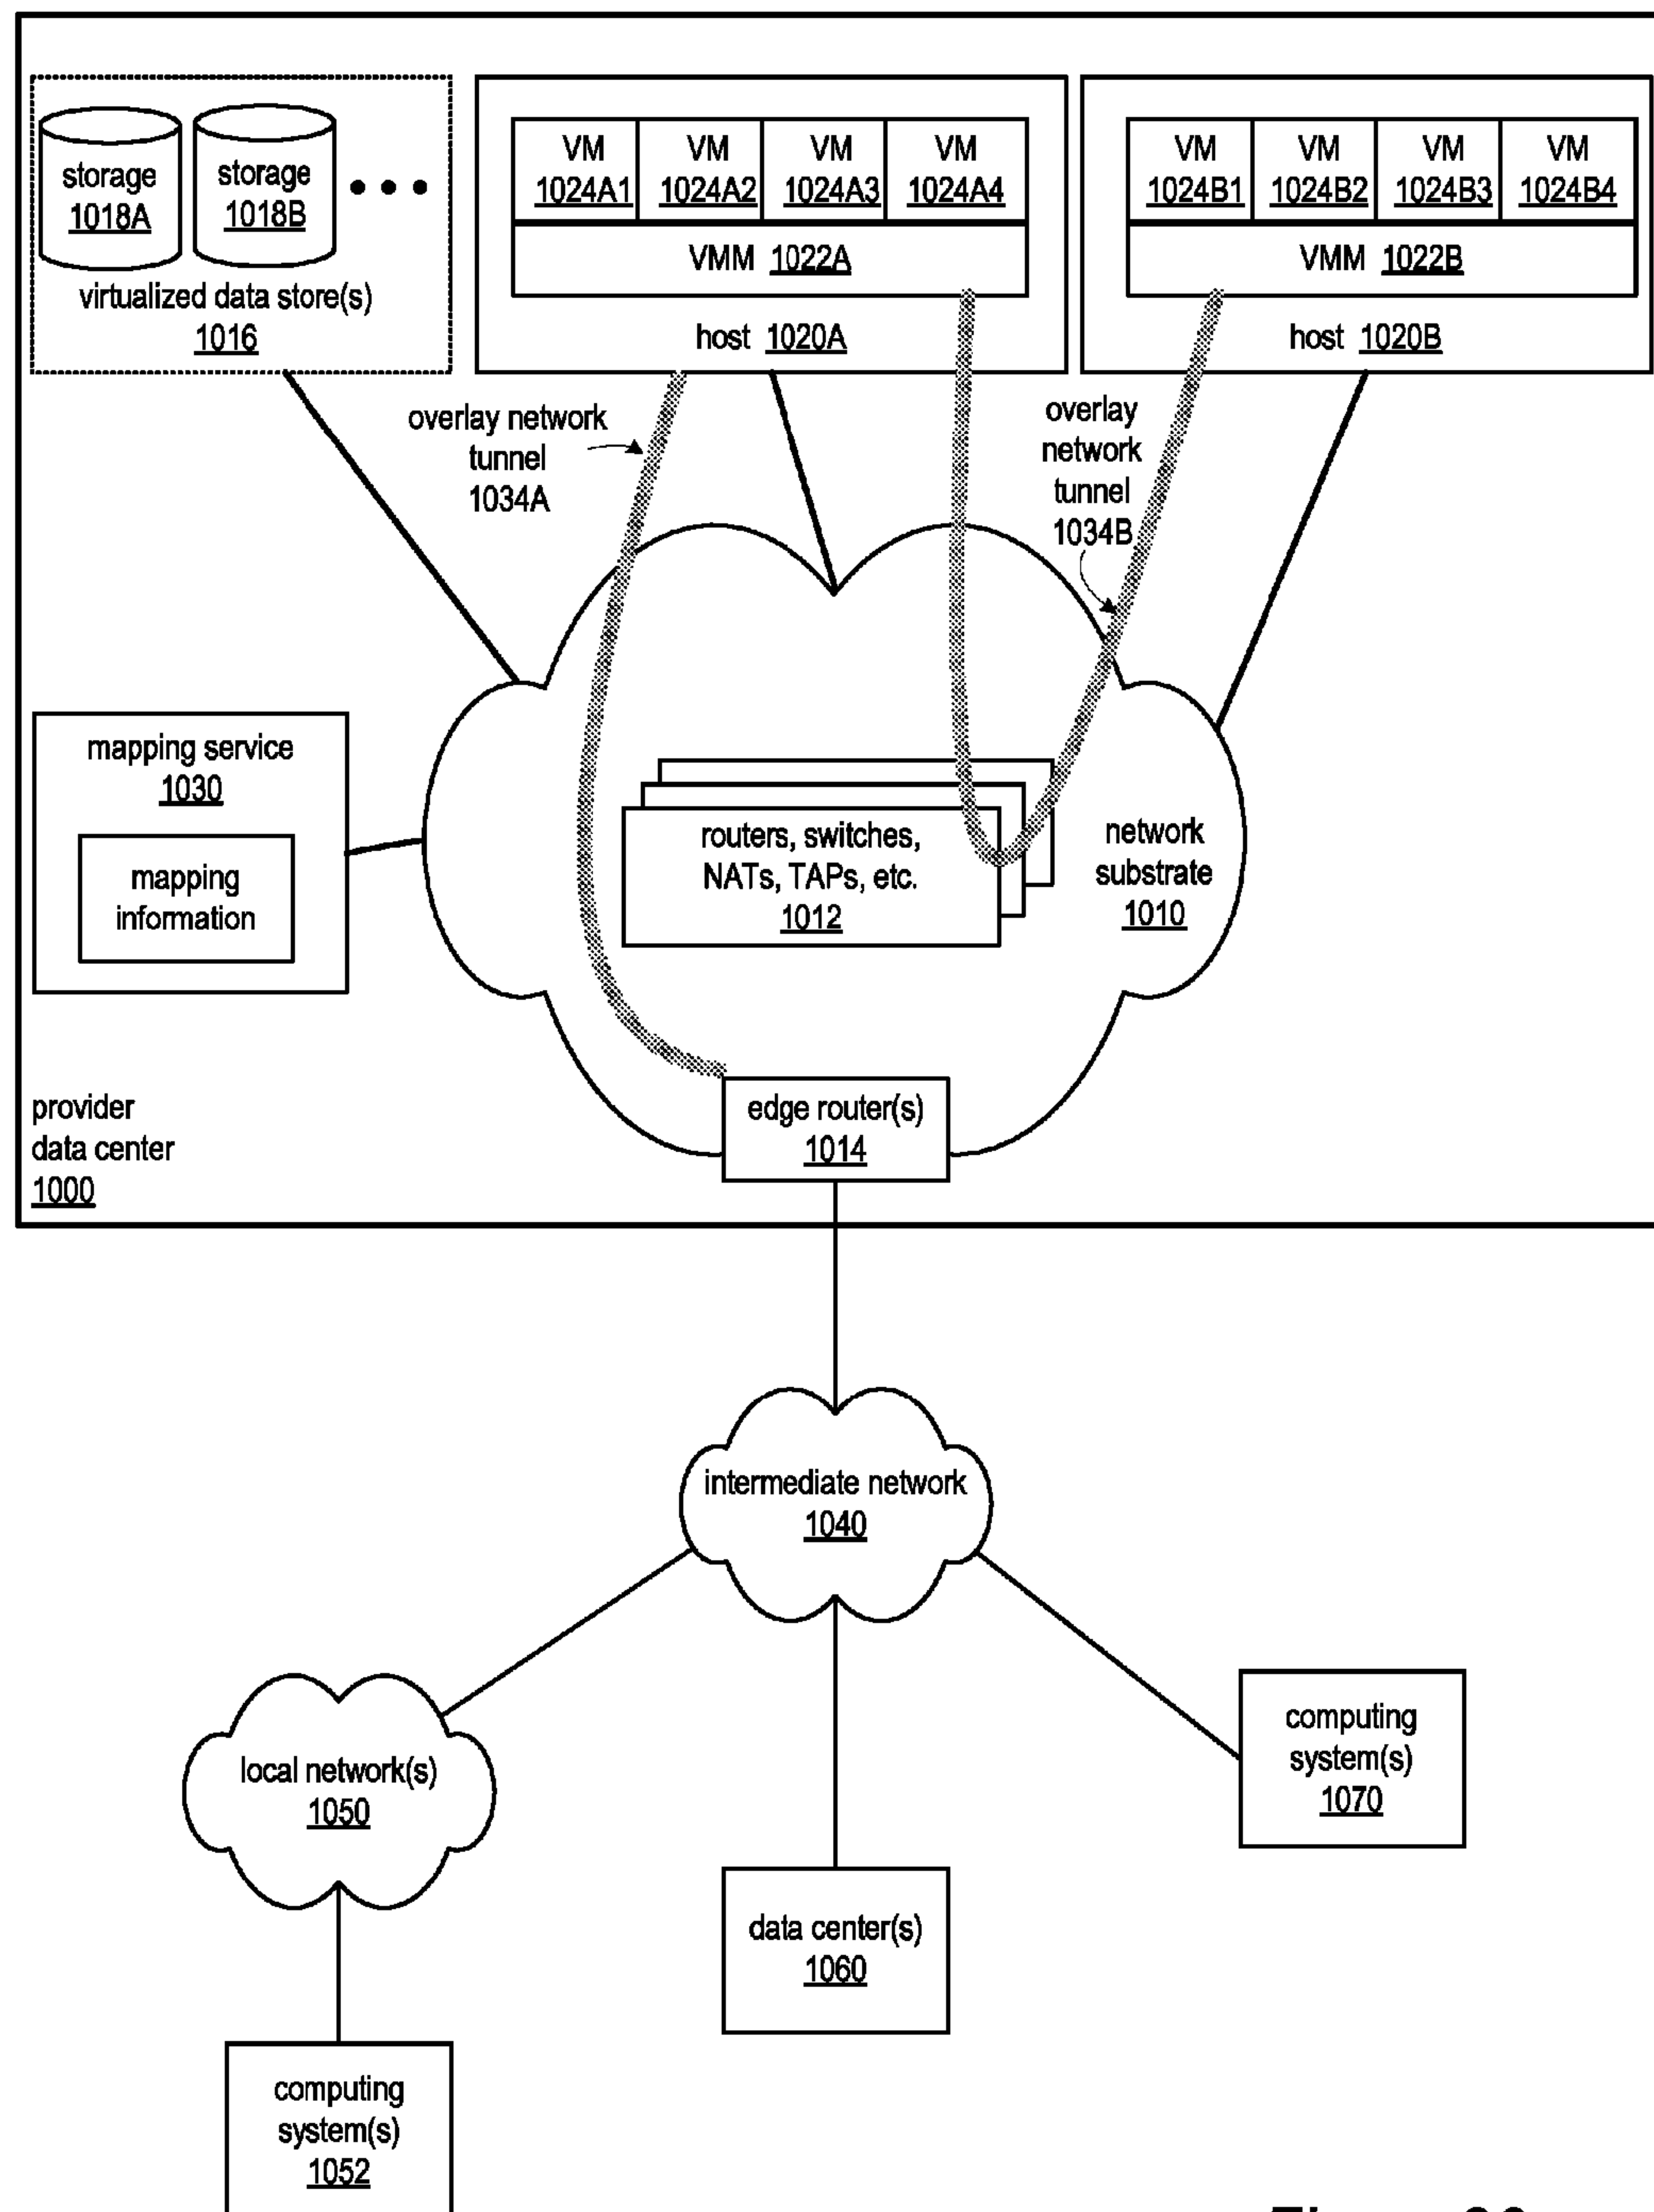 storage
1018A
storage
1018B
virtualized data store(s)
1016
VM
1024A1
VM
1024A2
VM
1024A3
VM
1024A4
VMM 1022A
host 1020A
VM
1024B1
VM
1024B2
VM
1024B3
VM
1024B4
VMM 1022B
host 1020B
overlay network
tunnel
1034A
overlay
network
tunnel
1034B
mapping service
1030
mapping
information
routers, switches,
NATs, TAPs, etc.
1012
network
substrate
1010
edge router(s)
1014
provider
data center
1000
intermediate network
1040
local network(s)
1050
computing
system(s)
1070
data center(s)
1060
computing
system(s)
1052